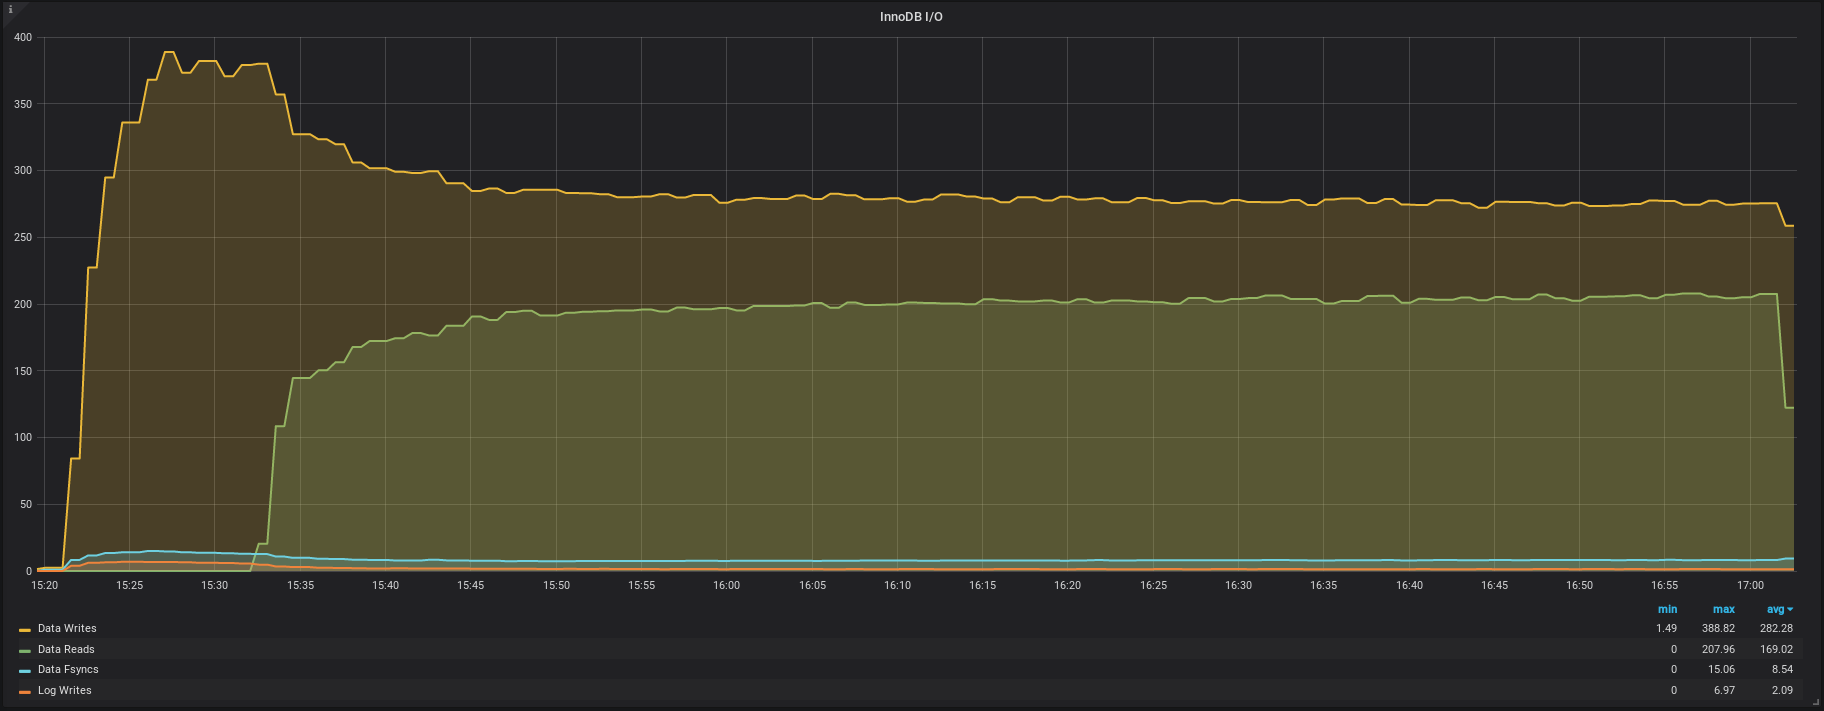 i
InnoDB I/O
400
350
300
250
200
150
100
50
0
15:20 15:25 15:30 15:35 15:40 15:45 15:50 15:55 16:00 16:05 16:10 16:15 16:20 16:25 16:30 16:35 16:40 16:45 16:50 16:55 17:00
min max avg
Data Writes 1.49 388.82 282.28
Data Reads 0 207.96 169.02
Data Fsyncs 0 15.06 8.54
Log Writes 0 6.97 2.09